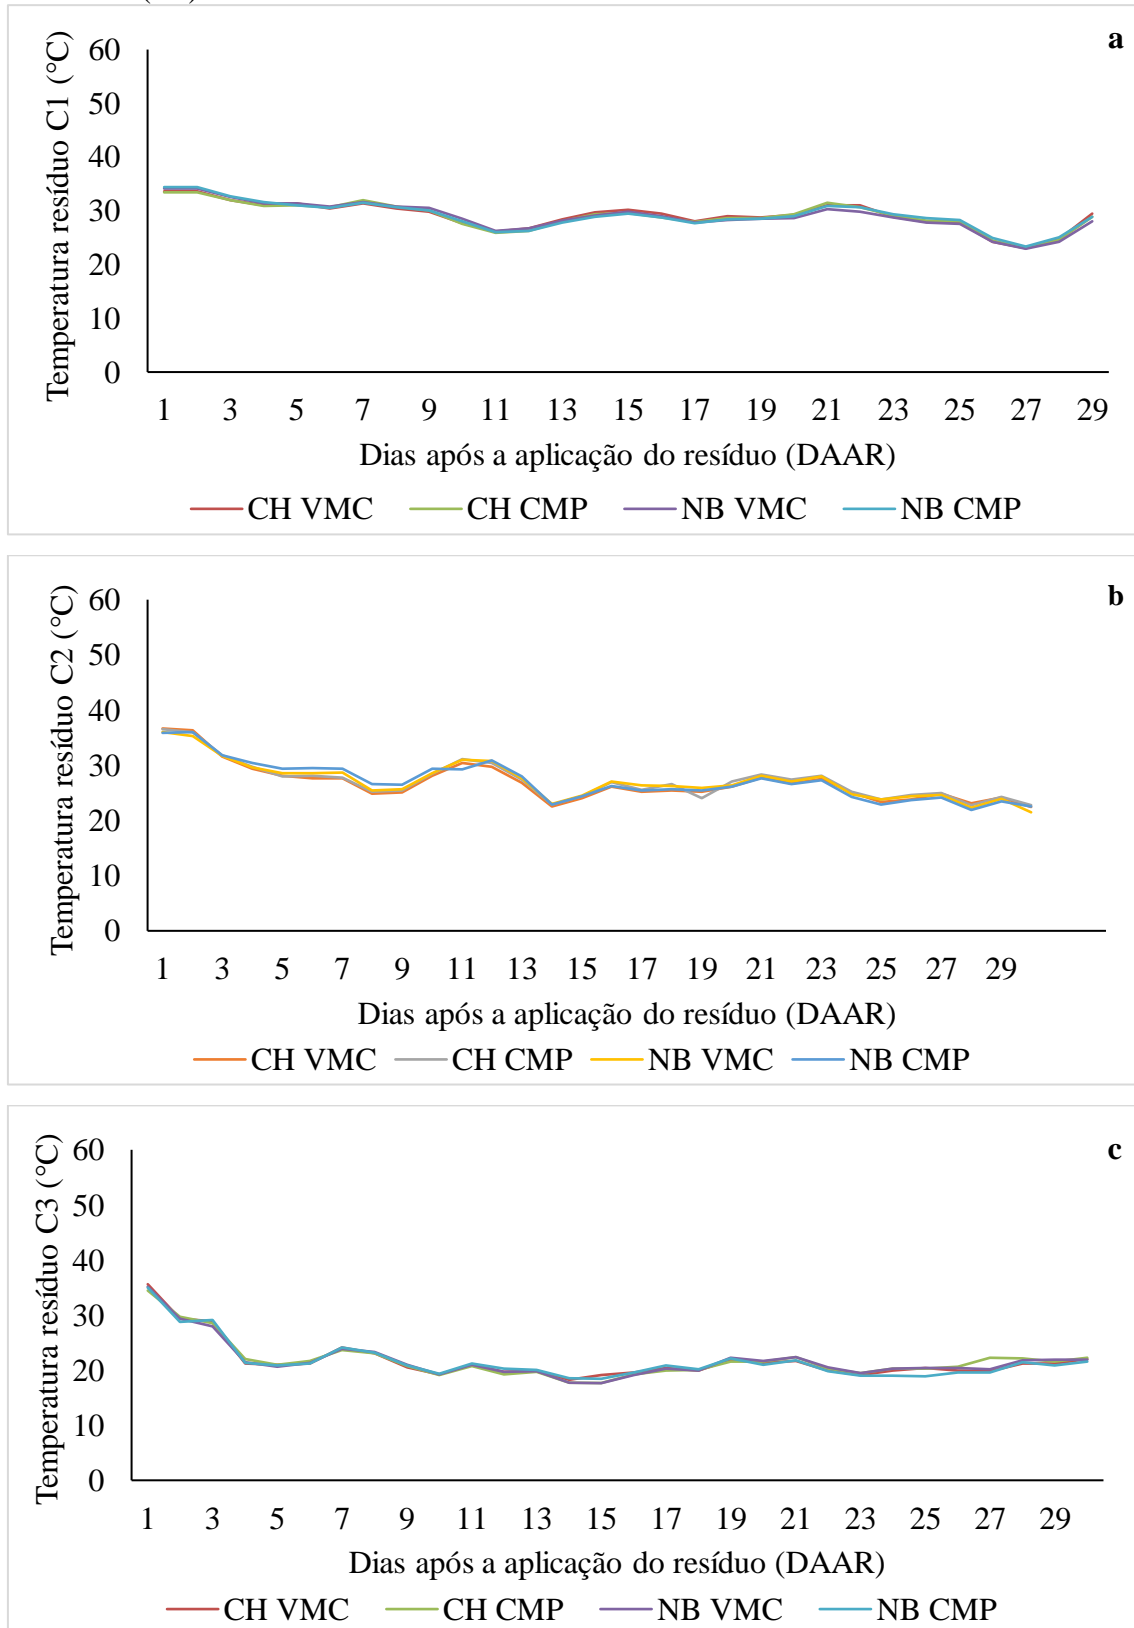 a
Temperatura resíduo C1 (°C)
60
50
40
30
20
10
0
1 3 5 7 9 11 13 15 17 19 21 23 25 27 29
Dias após a aplicação do resíduo (DAAR)
CH VMC CH CMP NB VMC NB CMP
b
Temperatura resíduo C2 (°C)
60
50
40
30
20
10
0
1 3 5 7 9 11 13 15 17 19 21 23 25 27 29
Dias após a aplicação do resíduo (DAAR)
CH VMC CH CMP NB VMC NB CMP
c
Temperatura resíduo C3 (°C)
60
50
40
30
20
10
0
1 3 5 7 9 11 13 15 17 19 21 23 25 27 29
Dias após a aplicação do resíduo (DAAR)
CH VMC CH CMP NB VMC NB CMP